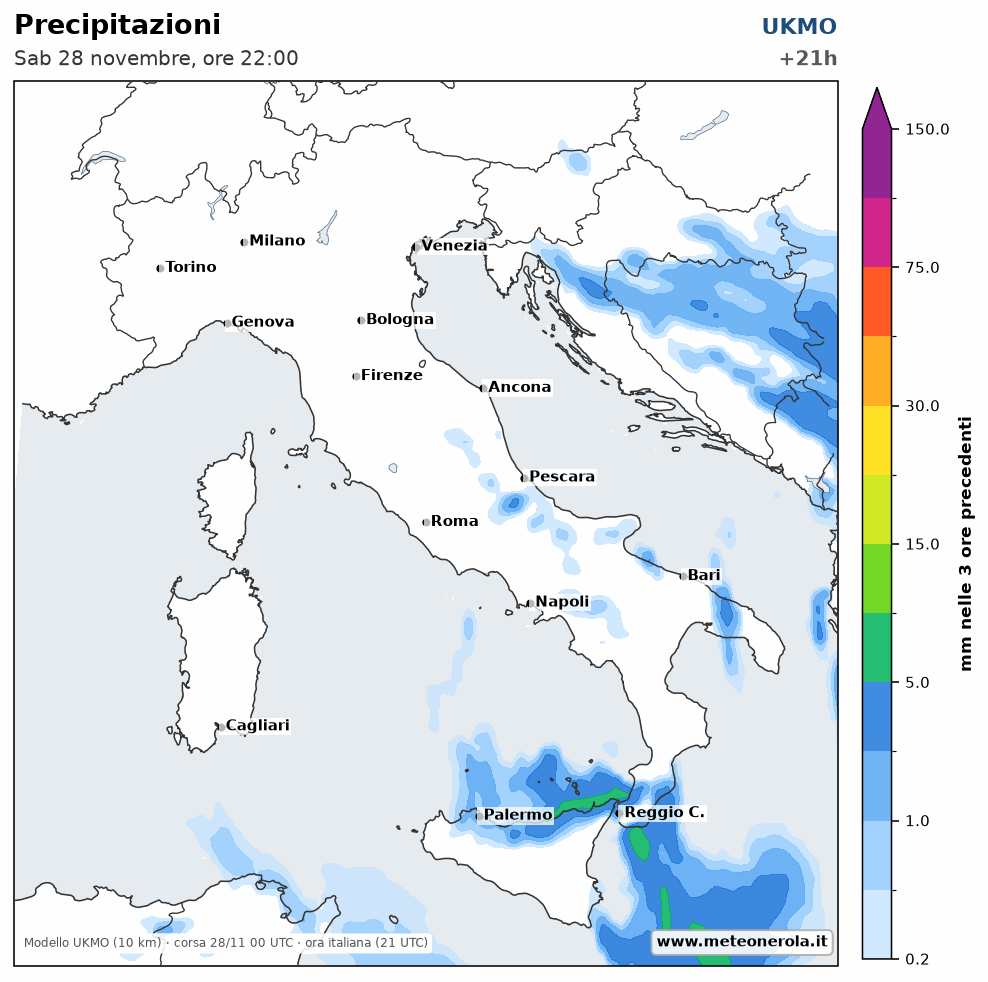 Precipitazioni
UKMO
Sab 28 novembre, ore 22:00
+21h
150.0
75.0
30.0
15.0
5.0
1.0
0.2
mm nelle 3 ore precedenti
Milano
Venezia
Torino
Genova
Bologna
Firenze
Ancona
Pescara
Roma
Bari
Napoli
Cagliari
Palermo
Reggio C.
Modello UKMO (10 km) · corsa 28/11 00 UTC · ora italiana (21 UTC)
www.meteonerola.it